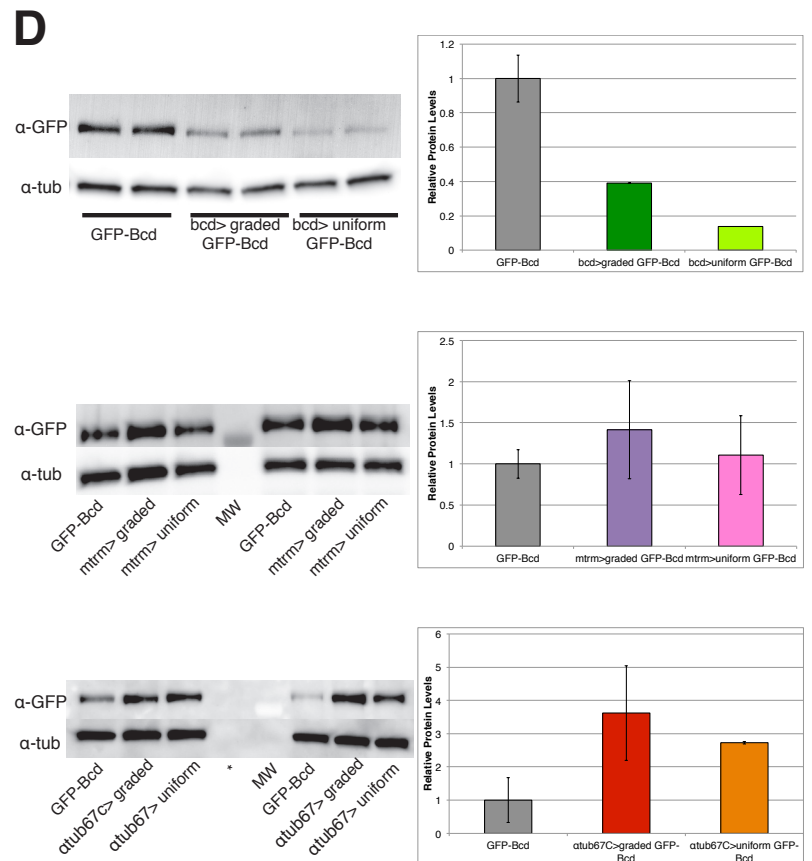 D
α-GFP
α-tub
GFP-Bcd
bcd> graded
GFP-Bcd
bcd> uniform
GFP-Bcd
1.2
1
0.8
0.6
0.4
0.2
0
Relative Protein Levels
GFP-Bcd
bcd>graded GFP-Bcd
bcd>uniform GFP-Bcd
α-GFP
α-tub
GFP-Bcd
mtrm> graded
mtrm> uniform
MW
GFP-Bcd
mtrm> graded
mtrm> uniform
2.5
2
1.5
1
0.5
0
Relative Protein Levels
GFP-Bcd
mtrm>graded GFP-Bcd
mtrm>uniform GFP-Bcd
α-GFP
α-tub
GFP-Bcd
αtub67c> graded
αtub67> uniform
*
MW
GFP-Bcd
αtub67> graded
αtub67> uniform
6
5
4
3
2
1
0
Relative Protein Levels
GFP-Bcd
αtub67C>graded GFP-
Bcd
αtub67C>uniform GFP-
Bcd